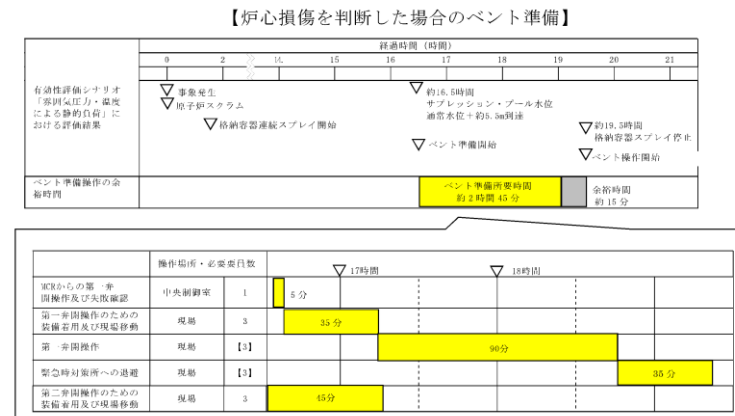 【炉心損傷を判断した場合のベント準備】
経過時間（時間）
0 2 14 15 16 17 18 19 20 21
有効性評価シナリオ
「雰囲気圧力・温度
による静的負荷」に
おける評価結果
事象発生
原子炉スクラム
格納容器連続スプレイ開始
約16.5時間
サプレッション・プール水位
通常水位＋約5.5m到達
ベント準備開始
約19.5時間
格納容器スプレイ停止
ベント操作開始
ベント準備操作の余
裕時間
ベント準備所要時間
約2時間45分
余裕時間
約15分
操作場所・必要要員数
17時間
18時間
MCRからの第一弁
開操作及び失敗確認
中央制御室
1
5分
第一弁開操作のための
装備着用及び現場移動
現場
3
35分
第一弁開操作
現場
【3】
90分
緊急時対策所への退避
現場
【3】
35分
第二弁開操作のための
装備着用及び現場移動
現場
3
45分